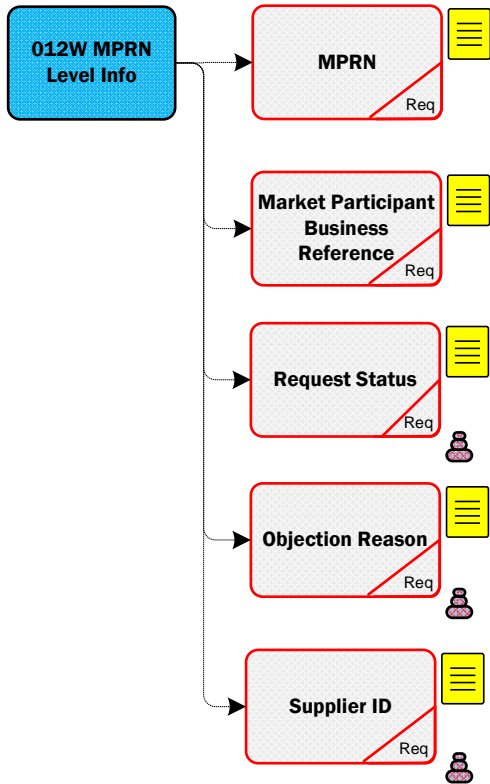 012W MPRN
Level Info
MPRN
Req
Market Participant
Business
Reference
Req
Request Status
Req
Objection Reason
Req
Supplier ID
Req